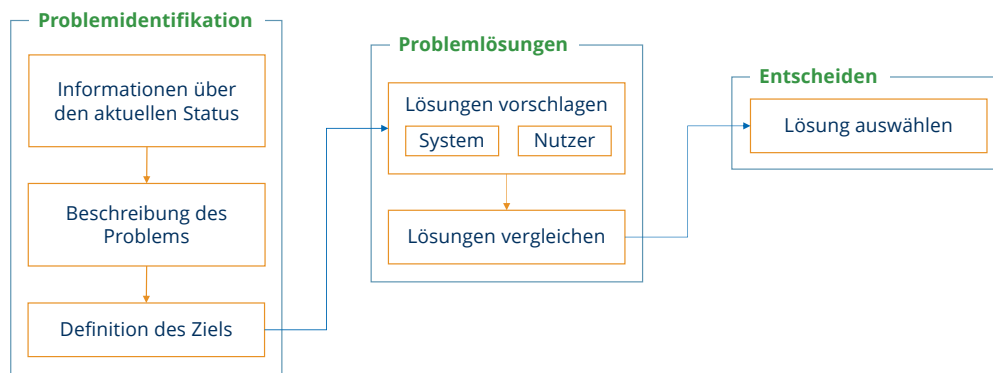 Problemidentifikation
Informationen über
den aktuellen Status
Beschreibung des
Problems
Definition des Ziels
Problemlösungen
Lösungen vorschlagen
System
Nutzer
Lösungen vergleichen
Entscheiden
Lösung auswählen